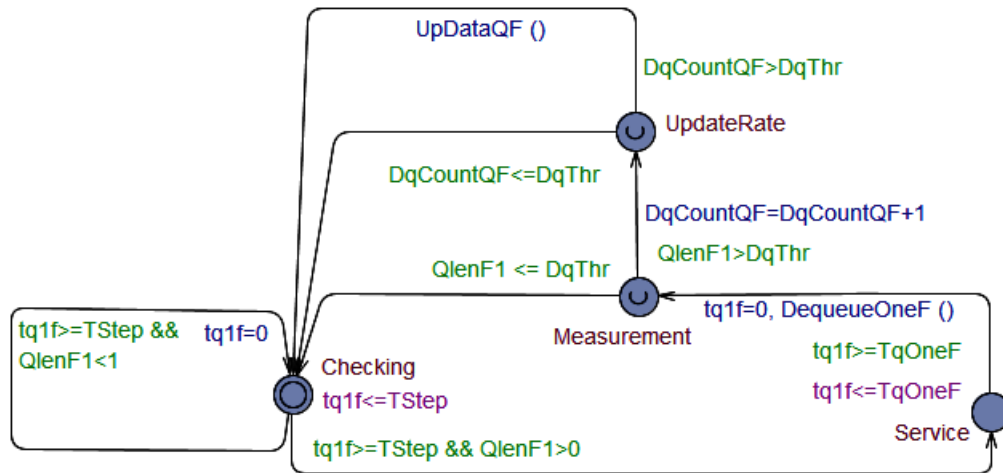 UpDataQF ()
DqCountQF>DqThr
UpdateRate
DqCountQF<=DqThr
DqCountQF=DqCountQF+1
QlenF1>DqThr
QlenF1 <= DqThr
tq1f>=TStep &&
QlenF1<1
tq1f=0
Measurement
tq1f=0, DequeueOneF ()
tq1f>=TqOneF
Checking
tq1f<=TStep
tq1f<=TqOneF
Service
tq1f>=TStep && QlenF1>0